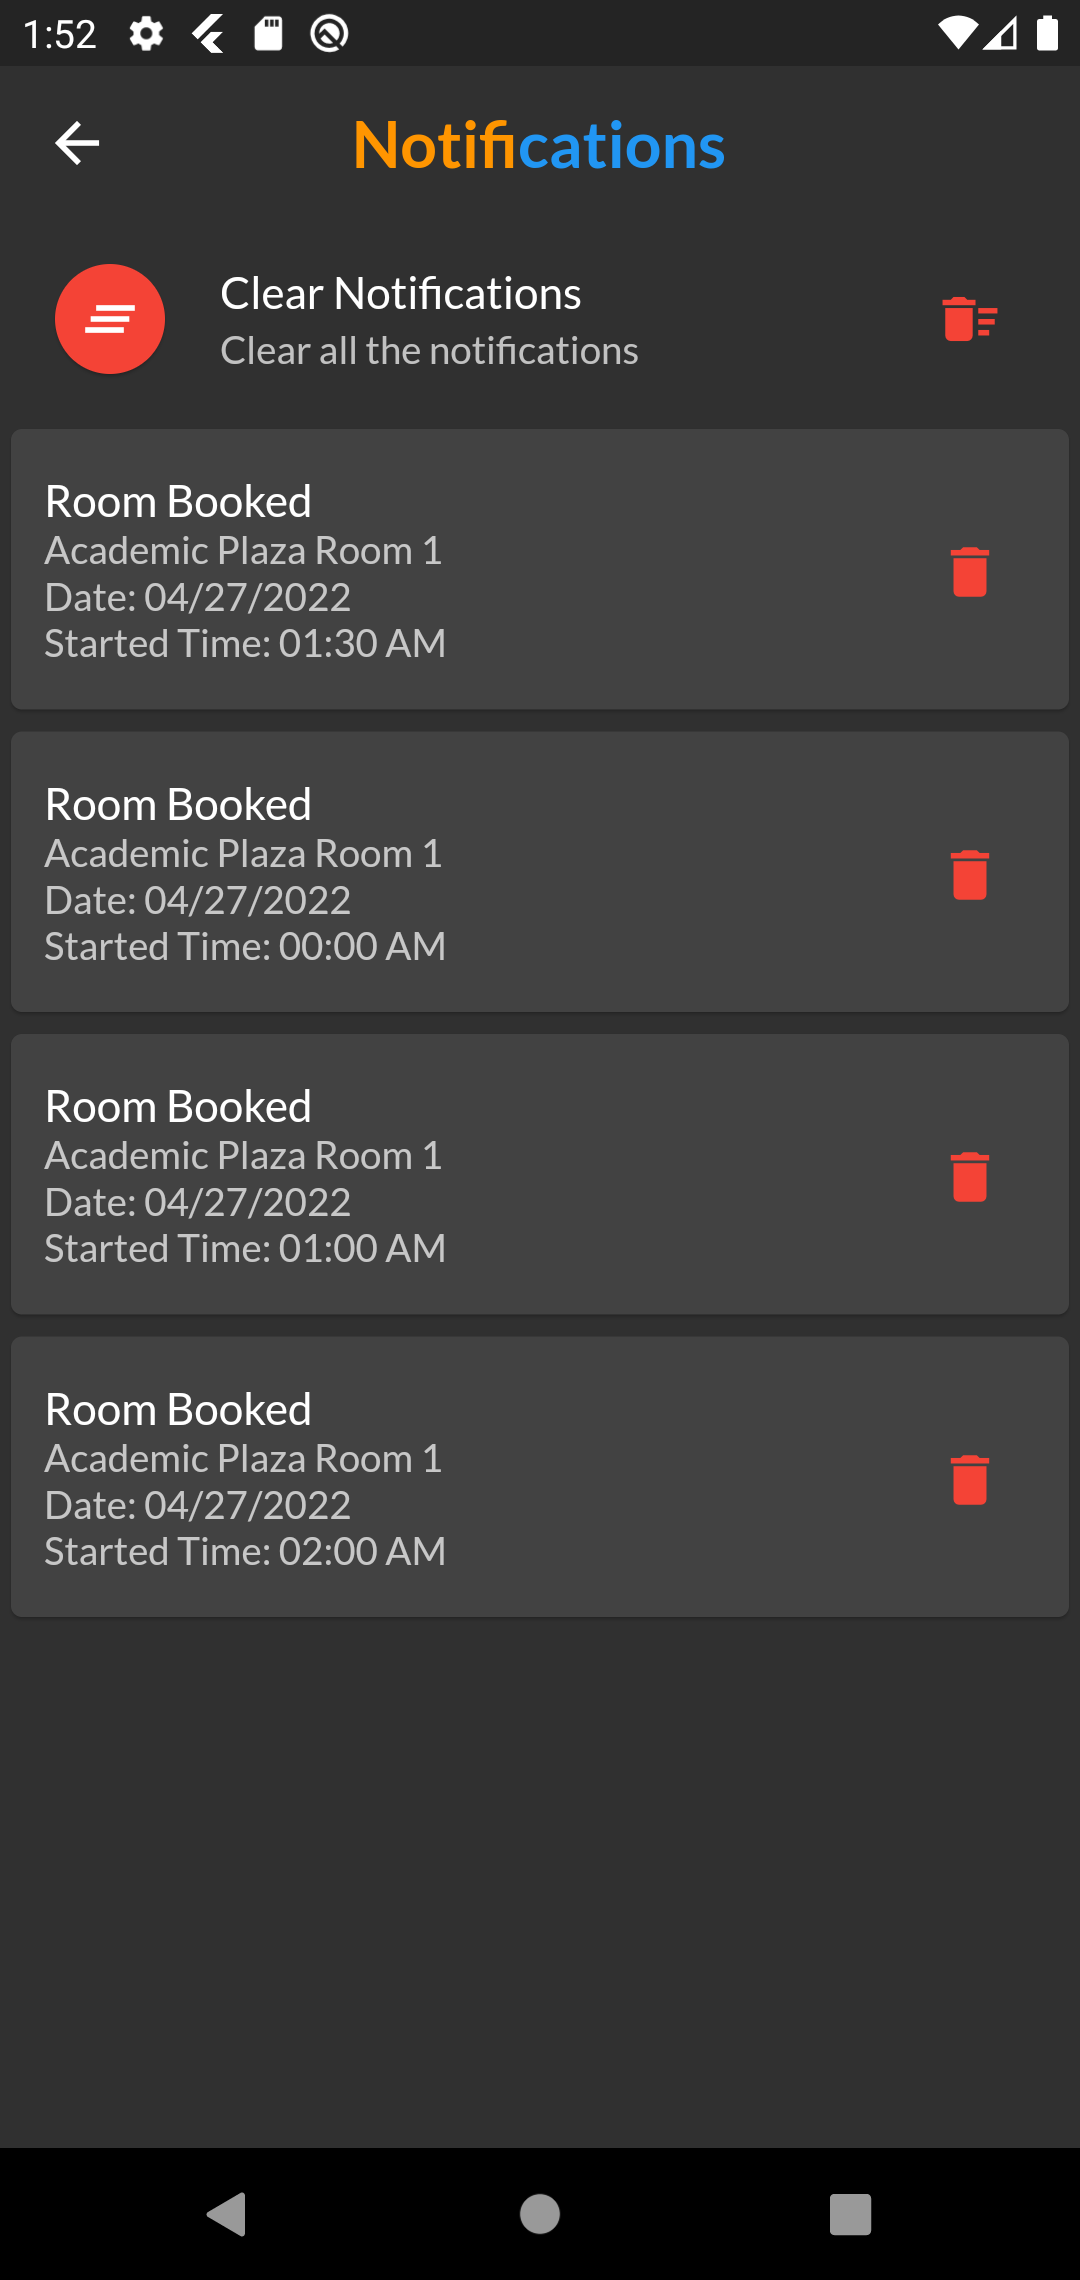 1:52
Notifications
Clear Notifications
Clear all the notifications
Room Booked
Academic Plaza Room 1
Date: 04/27/2022
Started Time: 01:30 AM
Room Booked
Academic Plaza Room 1
Date: 04/27/2022
Started Time: 00:00 AM
Room Booked
Academic Plaza Room 1
Date: 04/27/2022
Started Time: 01:00 AM
Room Booked
Academic Plaza Room 1
Date: 04/27/2022
Started Time: 02:00 AM